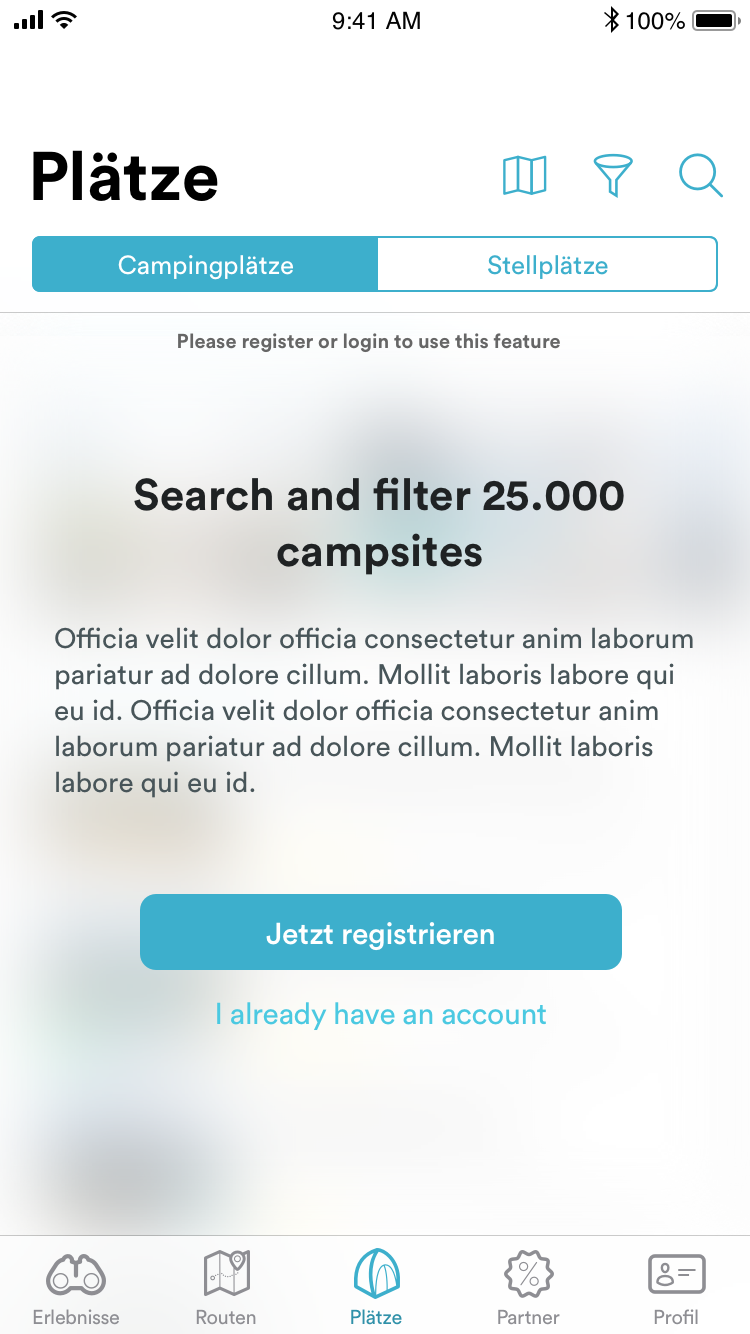 9:41 AM
100%
Plätze
Campingplätze
Stellplätze
Please register or login to use this feature
Search and filter 25.000
campsites
Officia velit dolor officia consectetur anim laborum
pariatur ad dolore cillum. Mollit laboris labore qui
eu id. Officia velit dolor officia consectetur anim
laborum pariatur ad dolore cillum. Mollit laboris
labore qui eu id.
Jetzt registrieren
I already have an account
Erlebnisse
Routen
Plätze
Partner
Profil